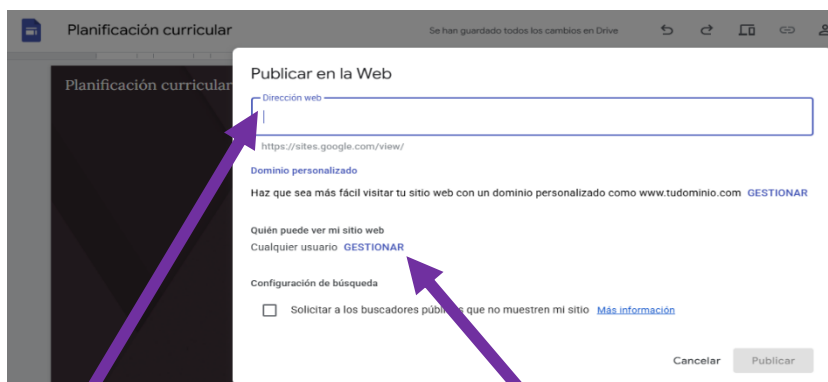 Planificación curricular
Se han guardado todos los cambios en Drive
Planificación curricular
Publicar en la Web
Dirección web
https://sites.google.com/view/
Dominio personalizado
Haz que sea más fácil visitar tu sitio web con un dominio personalizado como www.tudominio.com GESTIONAR
Quién puede ver mi sitio web
Cualquier usuario GESTIONAR
Configuración de búsqueda
Solicitar a los buscadores que no muestren mi sitio Más información
Cancelar Publicar